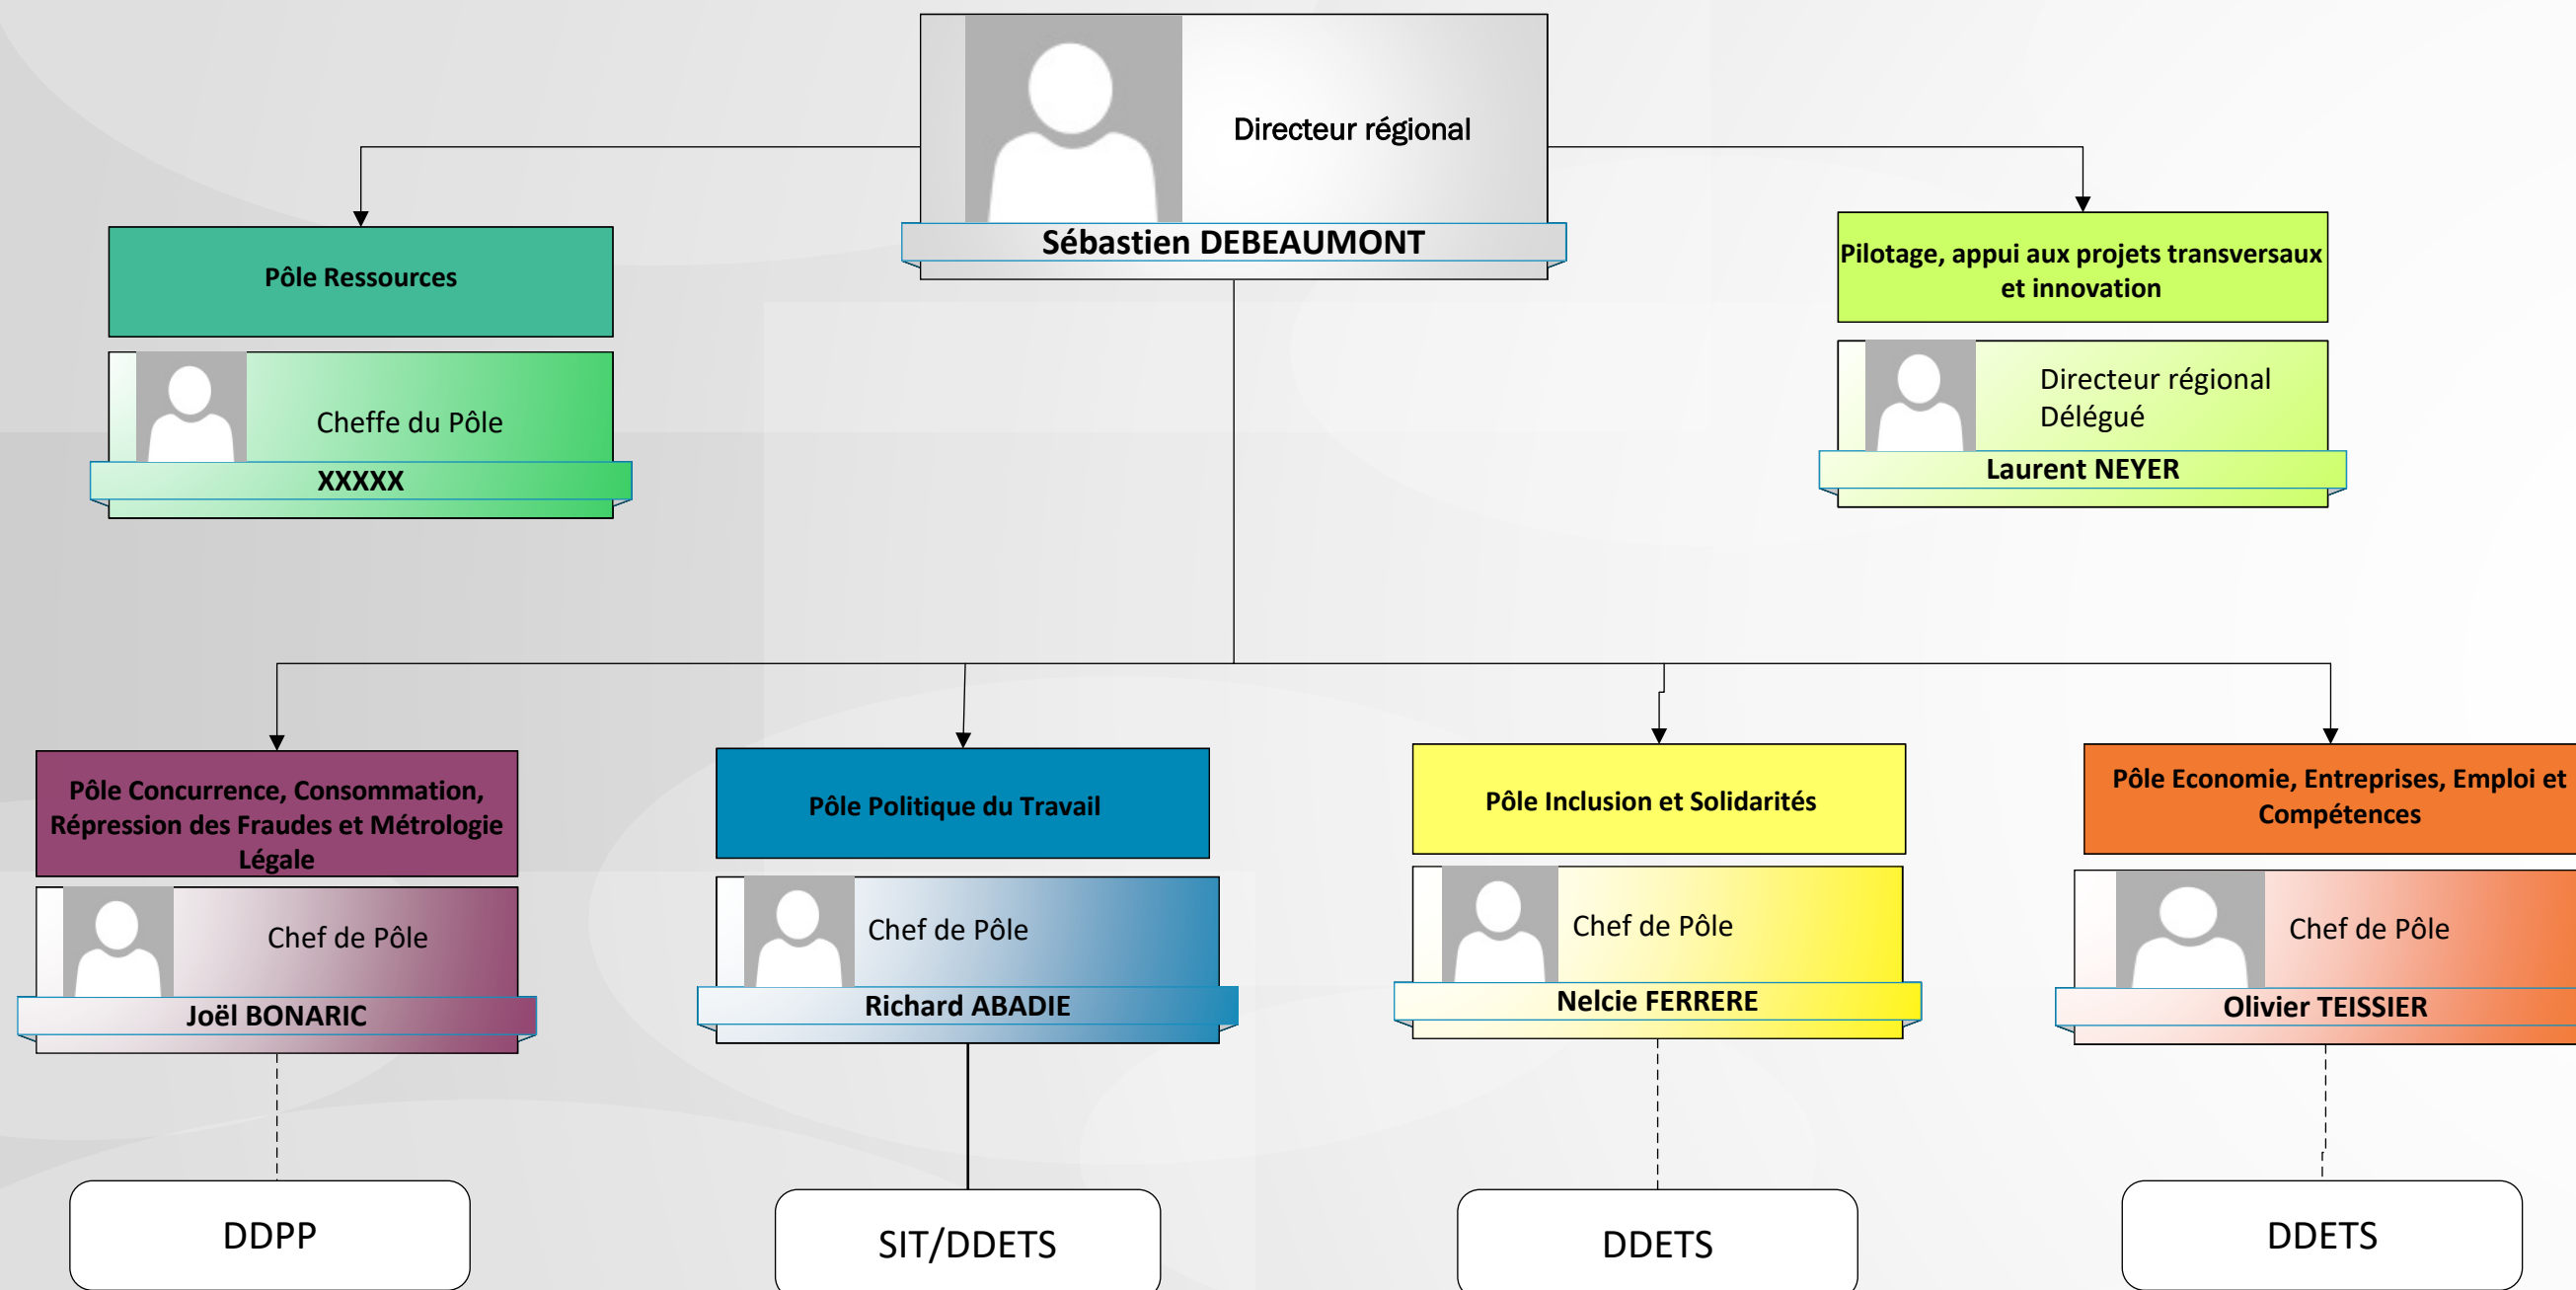 Directeur régional
Sébastien DEBEAUMONT
Pôle Ressources
Cheffe du Pôle
XXXXX
Pilotage, appui aux projets transversaux
et innovation
Directeur régional
Délégué
Laurent NEYER
Pôle Concurrence, Consommation,
Répression des Fraudes et Métrologie
Légale
Chef de Pôle
Joël BONARIC
DDPP
Pôle Politique du Travail
Chef de Pôle
Richard ABADIE
SIT/DDETS
Pôle Inclusion et Solidarités
Chef de Pôle
Nelcie FERRERE
DDETS
Pôle Economie, Entreprises, Emploi et
Compétences
Chef de Pôle
Olivier TEISSIER
DDETS